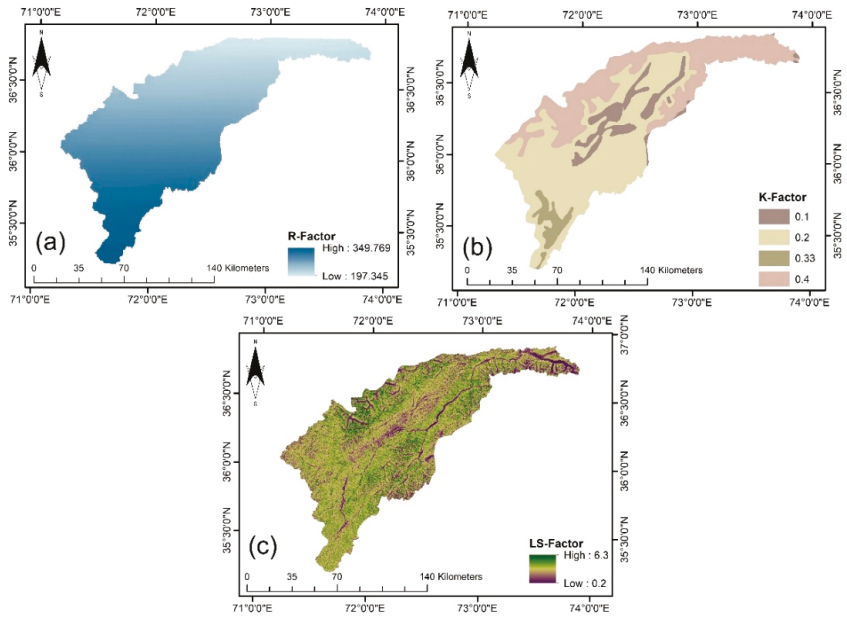 71°0'0"E 72°0'0"E 73°0'0"E 74°0'0"E
N
S
36°30'0"N
36°0'0"N
35°30'0"N
36°30'0"N
36°0'0"N
35°30'0"N
(a)
R-Factor
High : 349.769
Low : 197.345
0 35 70 140 Kilometers
71°0'0"E 72°0'0"E 73°0'0"E 74°0'0"E
71°0'0"E 72°0'0"E 73°0'0"E 74°0'0"E
N
S
36°30'0"N
36°0'0"N
35°30'0"N
36°30'0"N
36°0'0"N
35°30'0"N
(b)
K-Factor
0.1
0.2
0.33
0.4
0 35 70 140 Kilometers
71°0'0"E 72°0'0"E 73°0'0"E 74°0'0"E
71°0'0"E 72°0'0"E 73°0'0"E 74°0'0"E
N
S
36°30'0"N
36°0'0"N
35°30'0"N
37°0'0"N
36°30'0"N
36°0'0"N
35°30'0"N
(c)
LS-Factor
High : 6.3
Low : 0.2
0 35 70 140 Kilometers
71°0'0"E 72°0'0"E 73°0'0"E 74°0'0"E